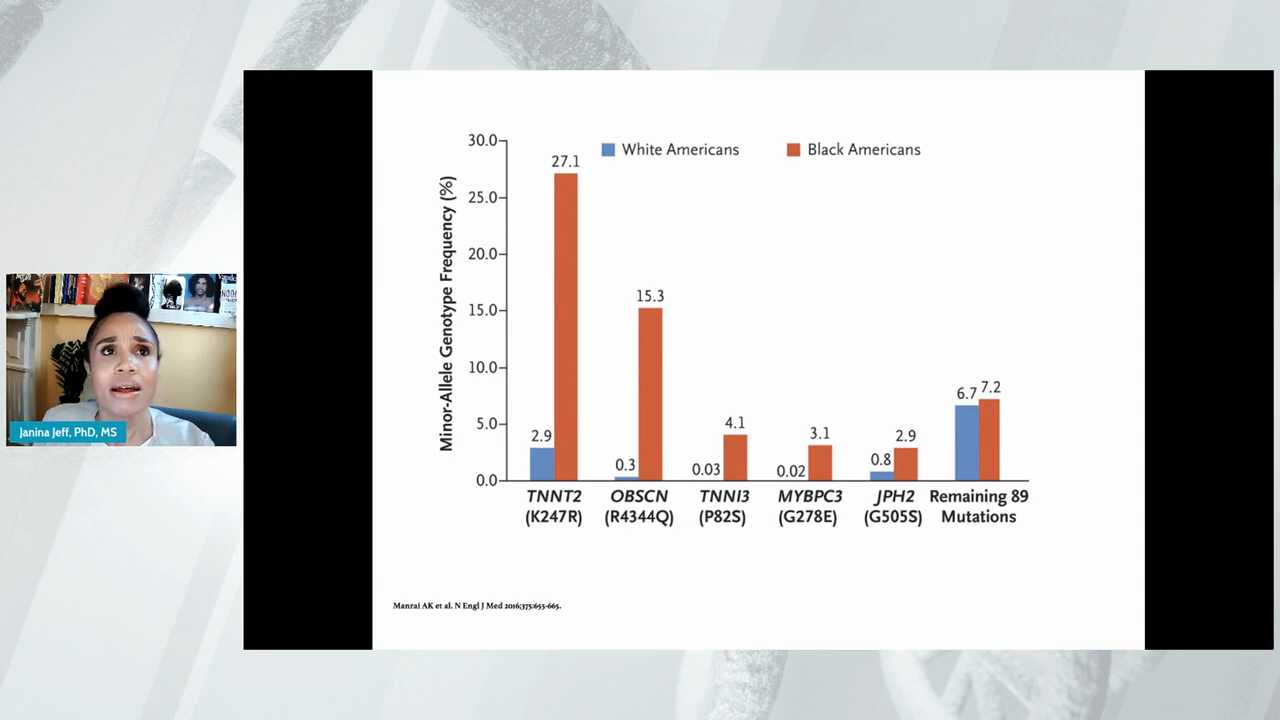 White Americans
Black Americans
Minor-Allele Genotype Frequency (%)
30.0
25.0
20.0
15.0
10.0
5.0
0.0
2.9
27.1
0.3
15.3
0.03
4.1
0.02
3.1
0.8
2.9
6.7
7.2
TNNT2
(K247R)
OBSCN
(R4344Q)
TNNI3
(P82S)
MYBPC3
(G278E)
JPH2
(G505S)
Remaining 89
Mutations
Manrai AK et al. N Engl J Med 2016;375:655-665.
Janina Jeff, PhD, MS